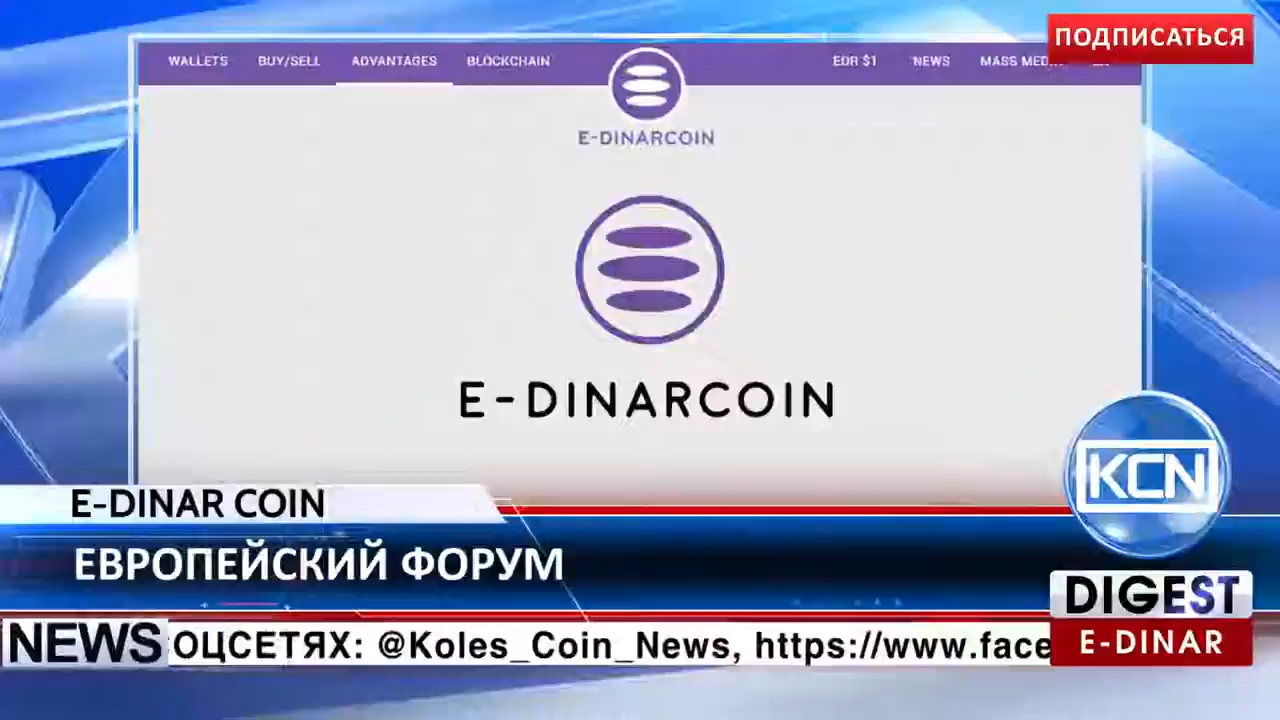 ПОДПИСАТЬСЯ
WALLETS BUY/SELL ADVANTAGES BLOCKCHAIN EDR $1 NEWS MASS
E-DINARCOIN
E-DINARCOIN
KCN
E-DINAR COIN
ЕВРОПЕЙСКИЙ ФОРУМ
DIGEST
NEWS ОЦСЕТЯХ: @Koles_Coin_News, https://www.face
E-DINAR